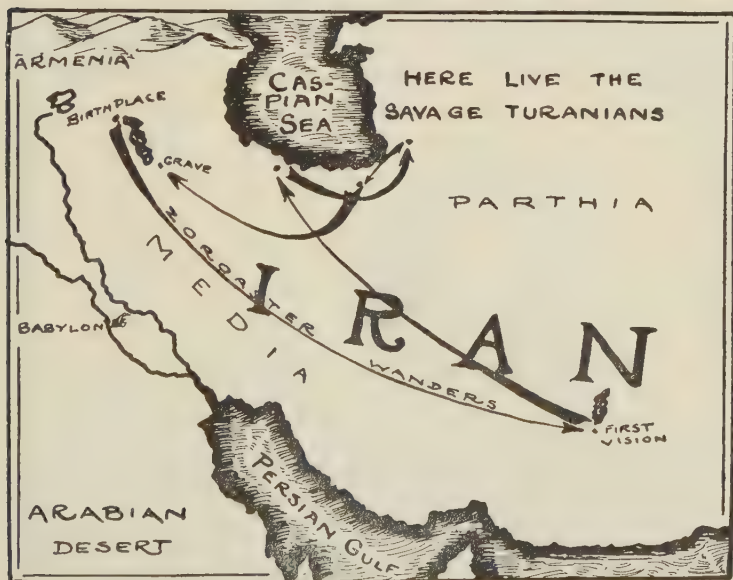 ARMENIA
CAS-
PIAN
SEA
HERE LIVE THE
SAVAGE TURANIANS
BIRTHPLACE
GRAVE
PARTHIA
ZOROASTER WANDERS
MEDIA
IRAN
BABYLON
FIRST
VISION
PERSIAN GULF
ARABIAN
DESERT